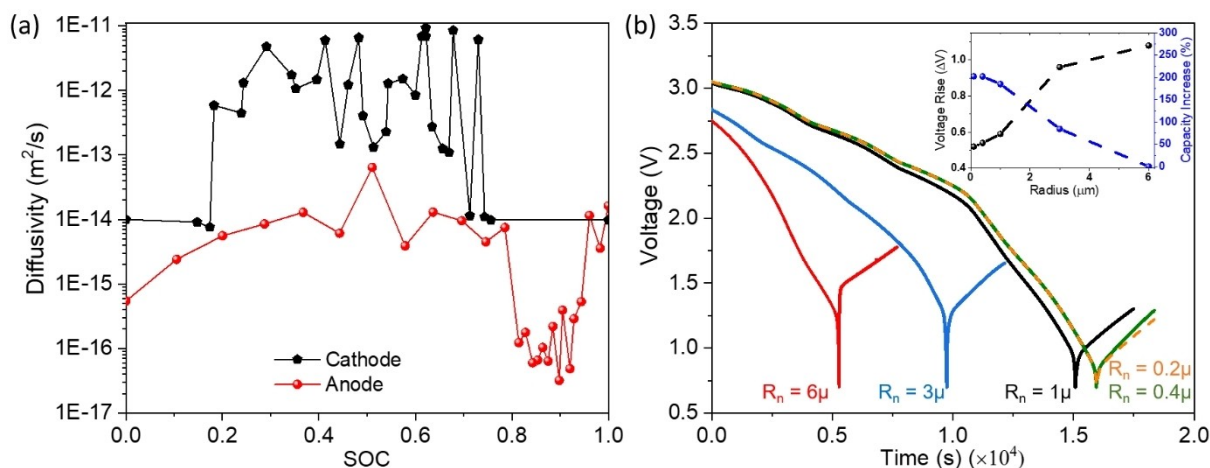 (a)
1E-11
1E-12
1E-13
1E-14
1E-15
1E-16
1E-17
Diffusivity (m²/s)
Cathode
Anode
0.0 0.2 0.4 0.6 0.8 1.0
SOC
(b)
3.5
3.0
2.5
2.0
1.5
1.0
0.5
Voltage (V)
Rₙ = 6μ
Rₙ = 3μ
Rₙ = 1μ
Rₙ = 0.2μ
Rₙ = 0.4μ
0.0 0.5 1.0 1.5 2.0
Time (s) (×10⁴)
1.0
0.8
0.6
0.4
Voltage Rise (ΔV)
300
250
200
150
100
50
0
Capacity Increase (%)
0 2 4 6
Radius (μm)